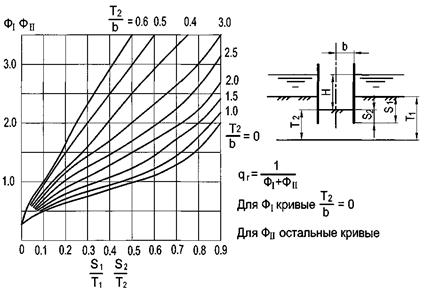 Φ_I Φ_II
T2/b = 0.6 0.5 0.4 3.0
2.5
2.0
1.5
1.0
T2/b = 0
3.0
2.0
1.0
0 0.1 0.2 0.3 0.4 0.5 0.6 0.7 0.8 0.9
S1/T1 S2/T2
b
H
S2
S1
T2
T1
q_r = 1/(Φ_I+Φ_II)
Для Φ_I кривые T2/b = 0
Для Φ_II остальные кривые